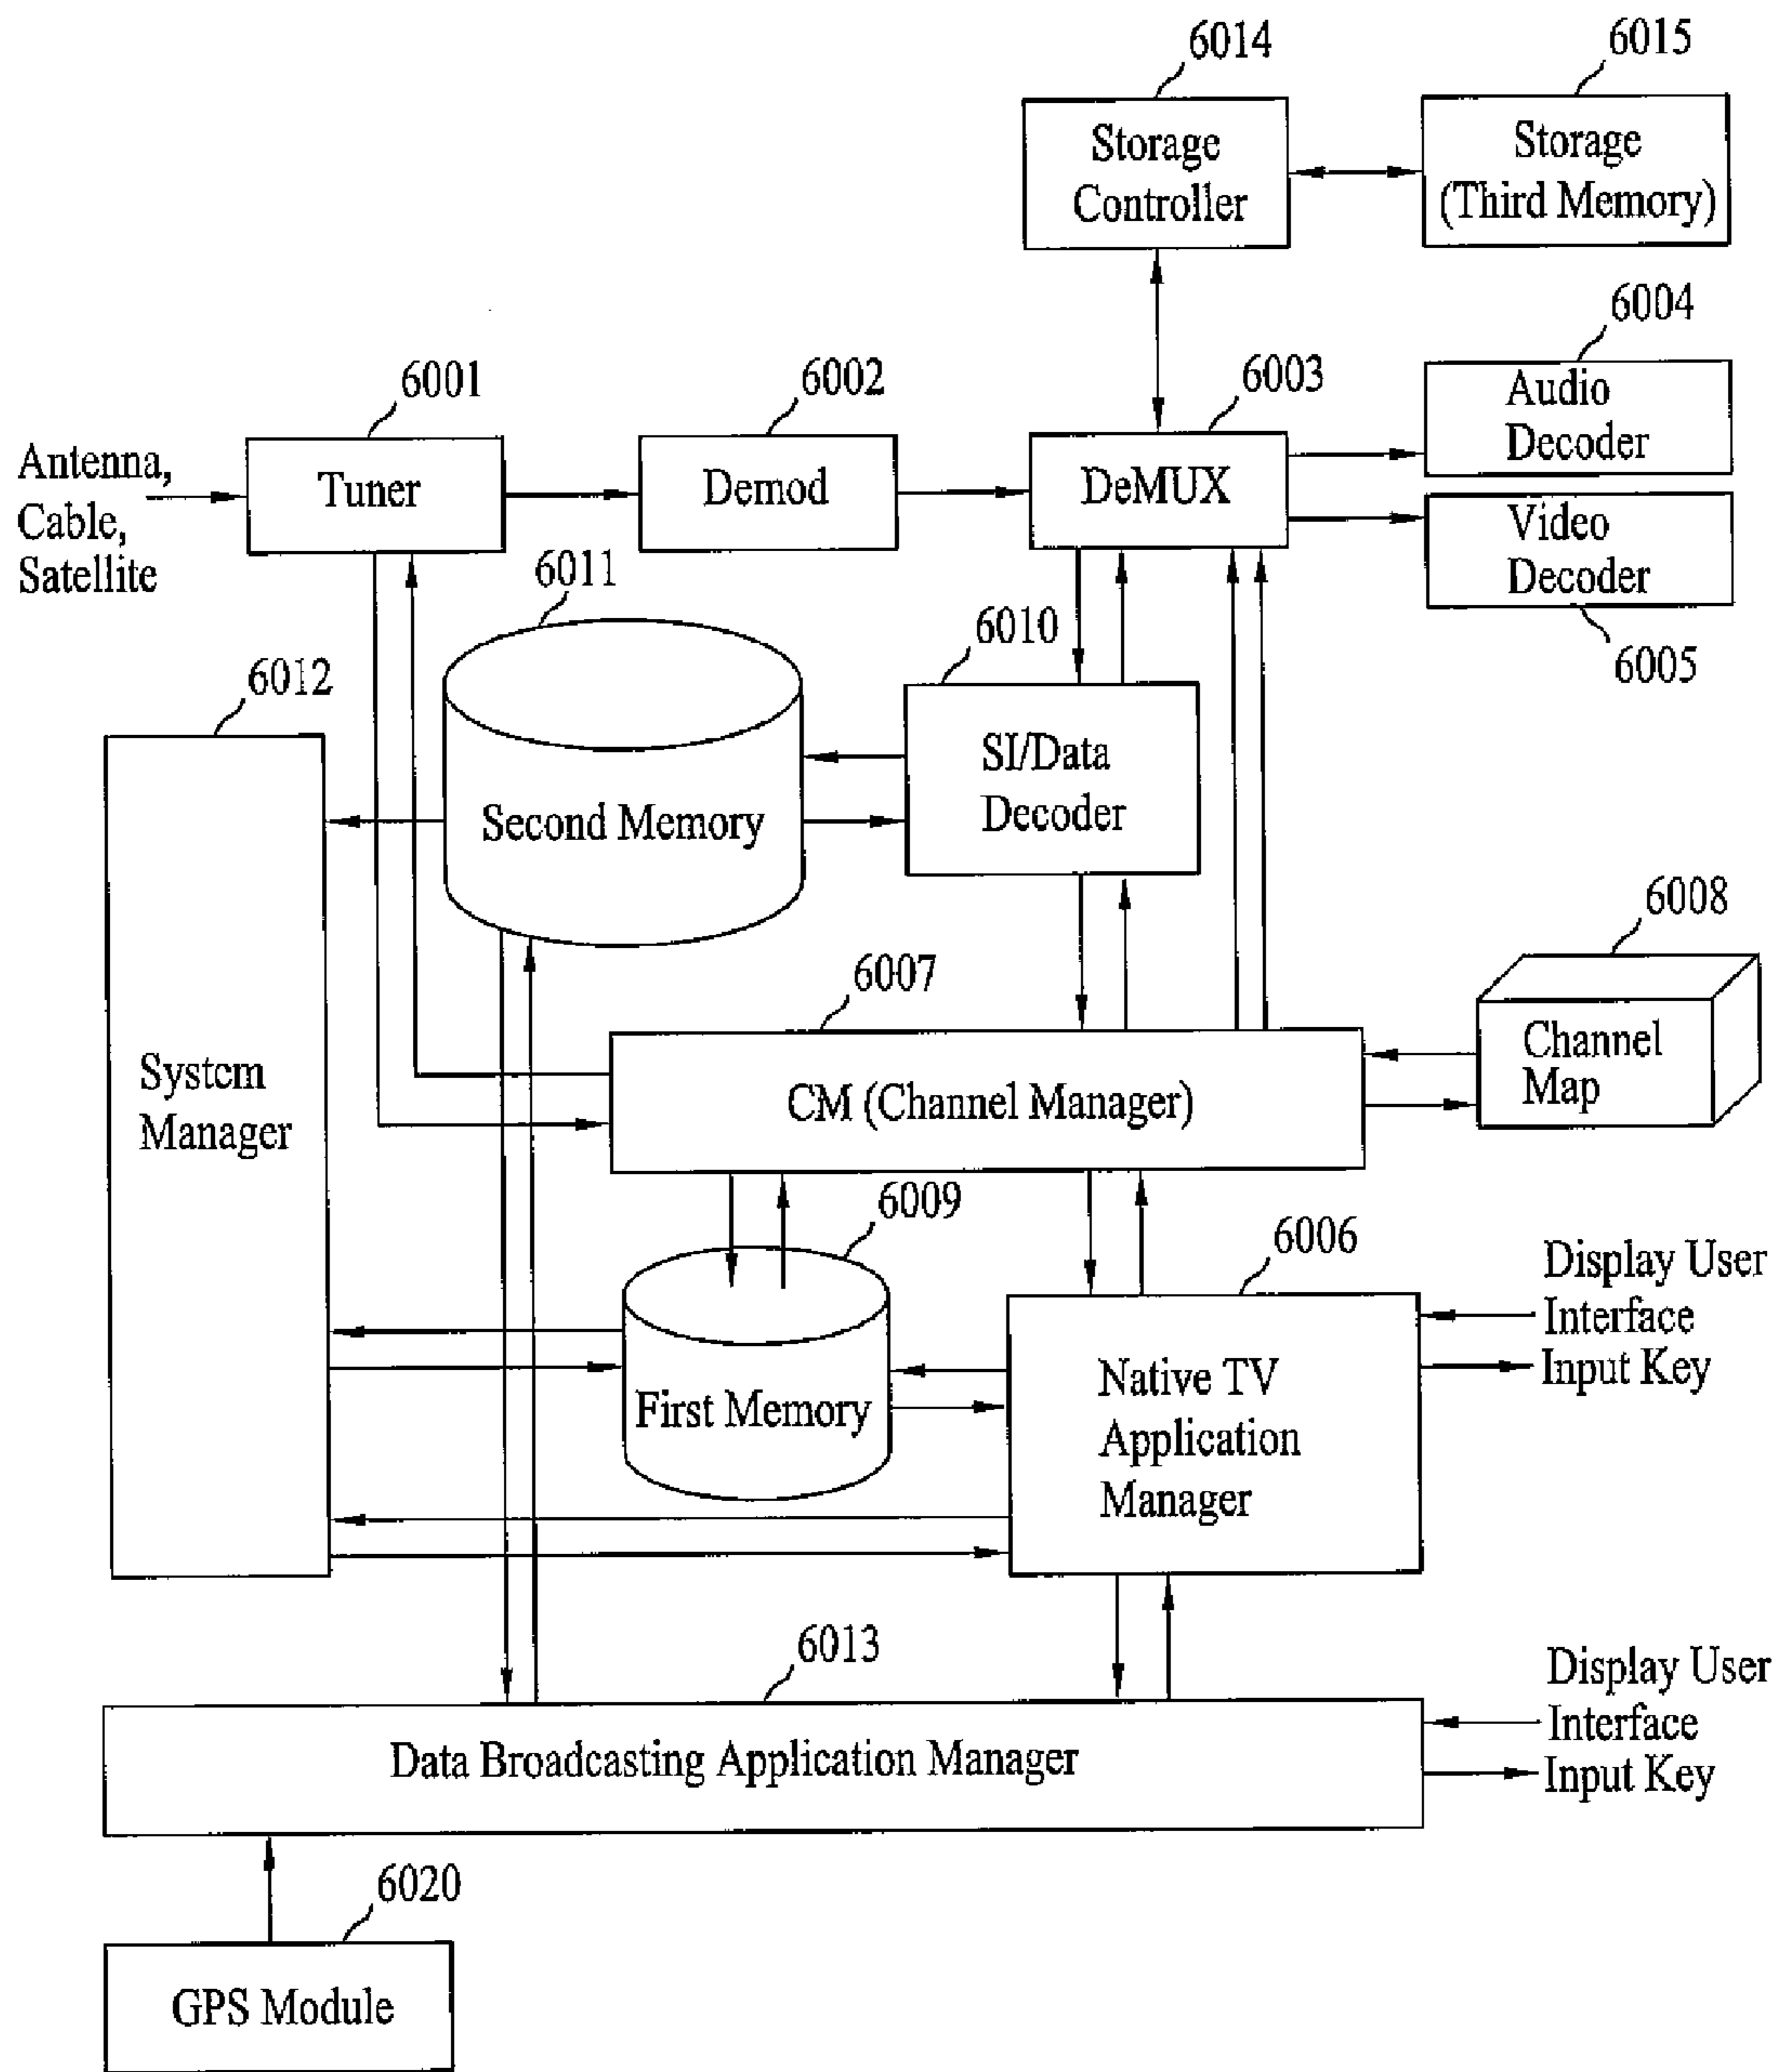 6014
6015
Storage
Controller
Storage
(Third Memory)
6004
6001
6002
6003
Audio
Decoder
Antenna,
Cable,
Satellite
Tuner
Demod
DeMUX
Video
Decoder
6005
6011
6010
6012
SI/Data
Decoder
Second Memory
6008
6007
Channel
Map
System
Manager
CM (Channel Manager)
6009
6006
Display User
Interface
Input Key
Native TV
Application
Manager
First Memory
6013
Display User
Interface
Input Key
Data Broadcasting Application Manager
6020
GPS Module